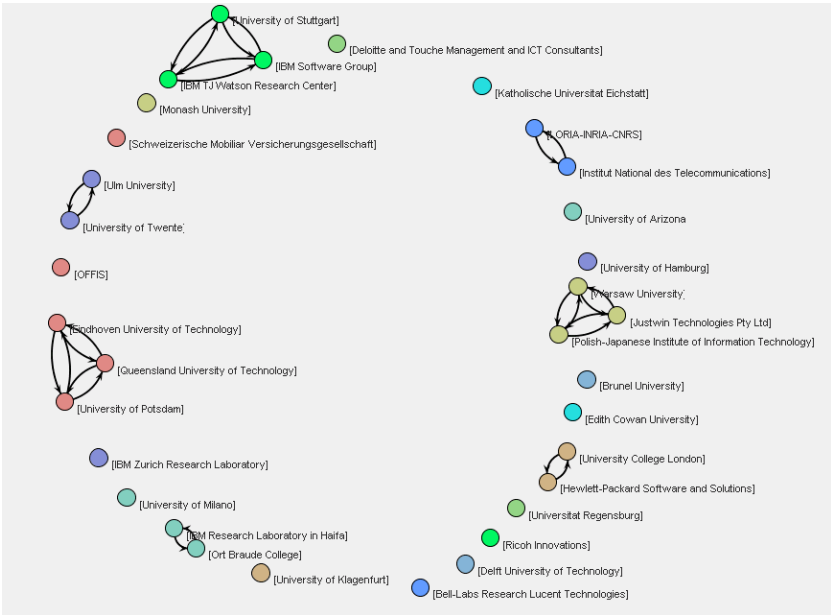 [University of Stuttgart]
[Deloitte and Touche Management and ICT Consultants]
[IBM Software Group]
[IBM TJ Watson Research Center]
[Katholische Universitat Eichstatt]
[Monash University]
[LORIA-INRIA-CNRS]
[Schweizerische Mobiliar Versicherungsgesellschaft]
[Institut National des Telecommunications]
[Ulm University]
[University of Arizona
[University of Twente]
[University of Hamburg]
[OFFIS]
[Warsaw University]
[Justwin Technologies Pty Ltd]
[Eindhoven University of Technology]
[Polish-Japanese Institute of Information Technology]
[Queensland University of Technology]
[Brunel University]
[University of Potsdam]
[Edith Cowan University]
[University College London]
[IBM Zurich Research Laboratory]
[Hewlett-Packard Software and Solutions]
[University of Milano]
[Universitat Regensburg]
[IBM Research Laboratory in Haifa]
[Ricoh Innovations]
[Ort Braude College]
[Delft University of Technology]
[University of Klagenfurt]
[Bell-Labs Research Lucent Technologies]